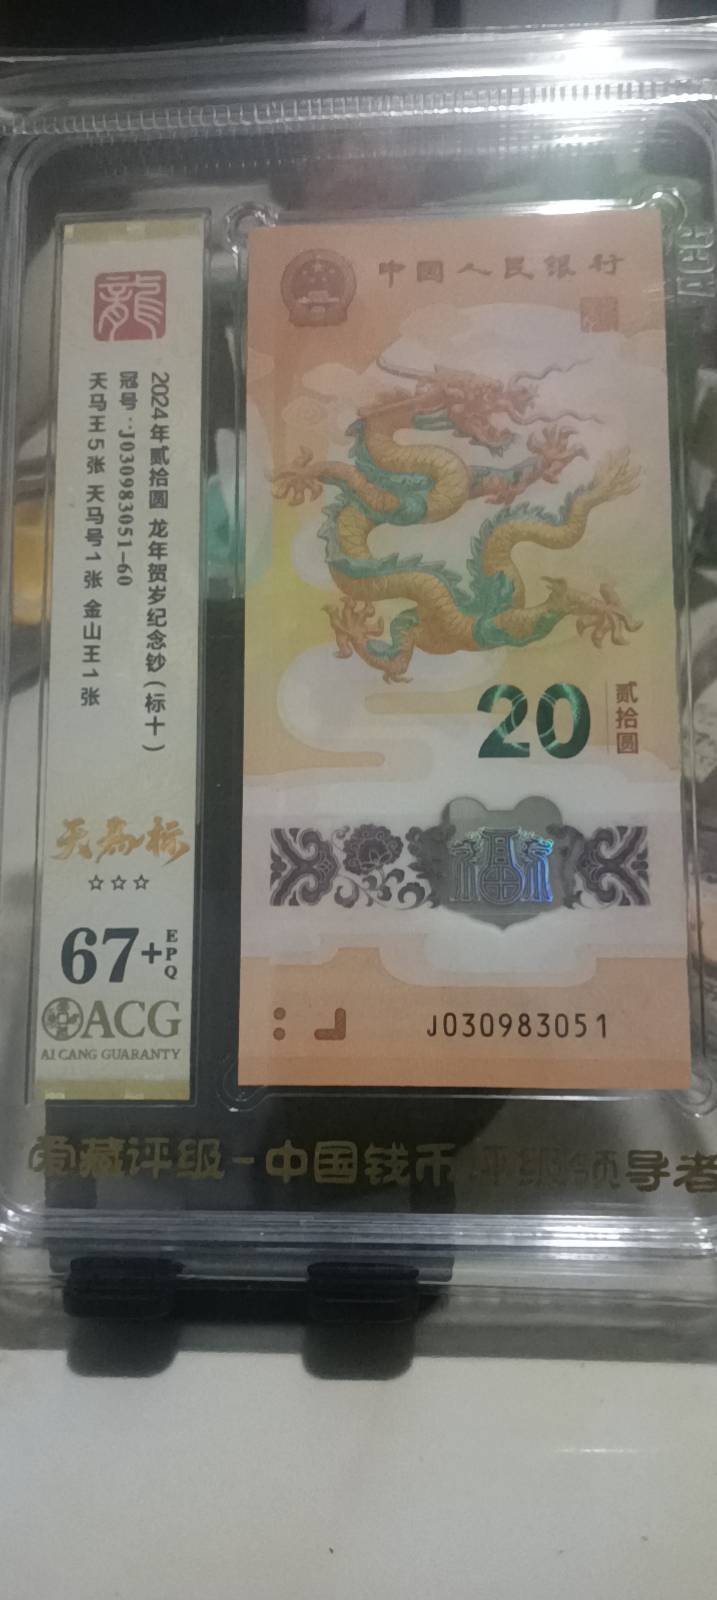 龍
2024年贰拾圆 龙年贺岁纪念钞(标十)
冠号:J030983051-60
天马王5张 天马号1张 金山王1张
天馬标
☆☆☆
67+EPQ
ACG
AI CANG GUARANTY
中国人民银行
20
贰拾圆
J030983051
爱藏评级-中国钱币评级领导者